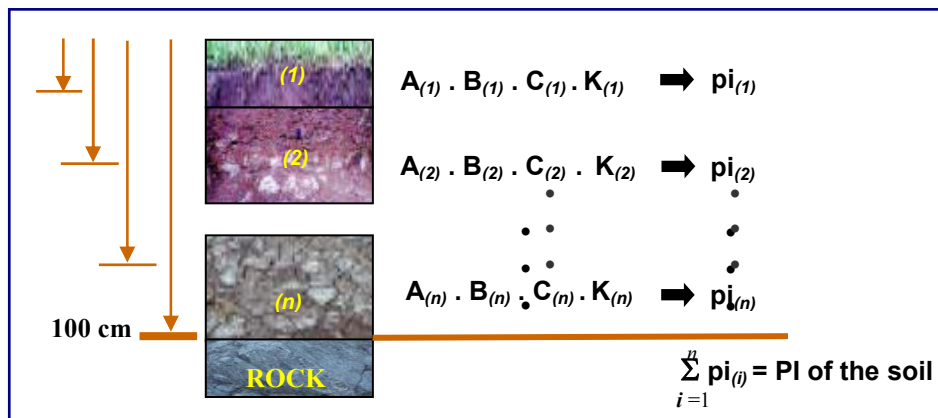 (1) A(1) . B(1) . C(1) . K(1) ➡ pi(1)
(2) A(2) . B(2) . C(2) . K(2) ➡ pi(2)
(n) A(n) . B(n) . C(n) . K(n) ➡ pi(n)
100 cm
ROCK
n
Σ pi(i) = PI of the soil
i =1